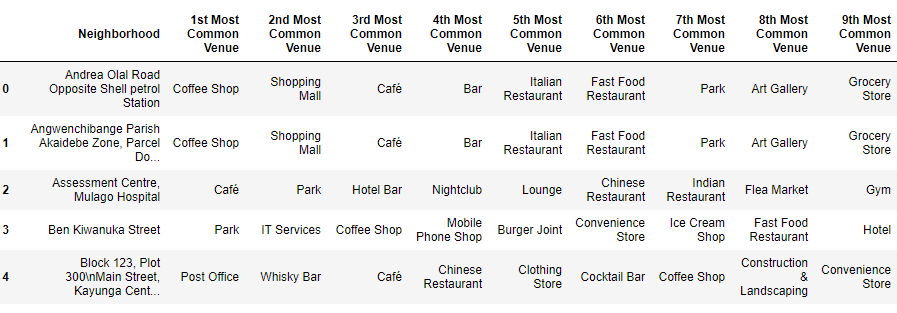 Neighborhood 1st Most Common Venue 2nd Most Common Venue 3rd Most Common Venue 4th Most Common Venue 5th Most Common Venue 6th Most Common Venue 7th Most Common Venue 8th Most Common Venue 9th Most Common Venue
0 Andrea Olal Road Opposite Shell petrol Station Coffee Shop Shopping Mall Café Bar Italian Restaurant Fast Food Restaurant Park Art Gallery Grocery Store
1 Angwenchibange Parish Akaidebe Zone, Parcel Do... Coffee Shop Shopping Mall Café Bar Italian Restaurant Fast Food Restaurant Park Art Gallery Grocery Store
2 Assessment Centre, Mulago Hospital Café Park Hotel Bar Nightclub Lounge Chinese Restaurant Indian Restaurant Flea Market Gym
3 Ben Kiwanuka Street Park IT Services Coffee Shop Mobile Phone Shop Burger Joint Convenience Store Ice Cream Shop Fast Food Restaurant Hotel
4 Block 123, Plot 300\nMain Street, Kayunga Cent... Post Office Whisky Bar Café Chinese Restaurant Clothing Store Cocktail Bar Coffee Shop Construction & Landscaping Convenience Store